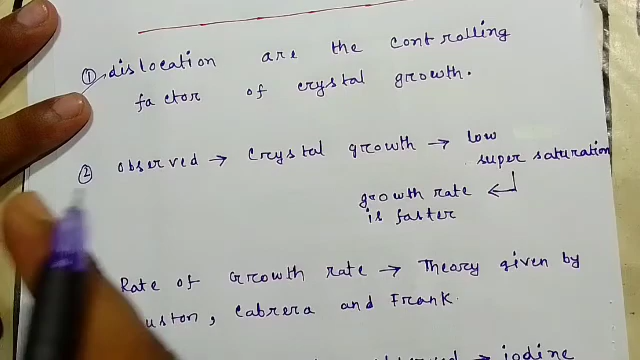 ① dislocation are the controlling
factor of crystal growth.
② observed → Crystal growth → low
super saturation
growth rate ↵
is faster
Rate of Growth rate → Theory given by
uston, Cabrera and Frank.
observed → iodine